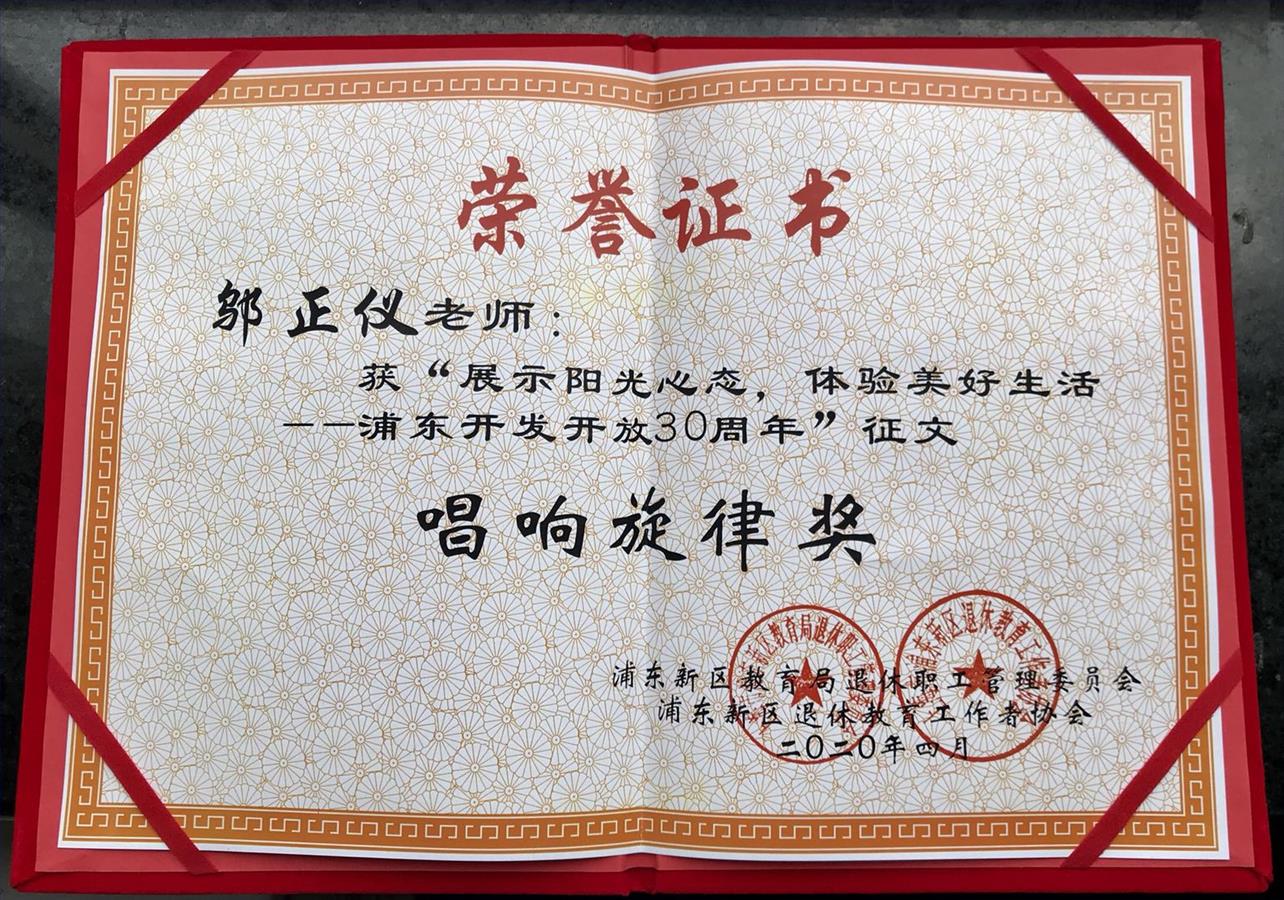 荣誉证书
邬正仪老师：
获“展示阳光心态，体验美好生活
——浦东开发开放30周年”征文
唱响旋律奖
浦东新区教育局退休职工管理委员会
浦东新区退休教育工作者协会
二〇二〇年四月